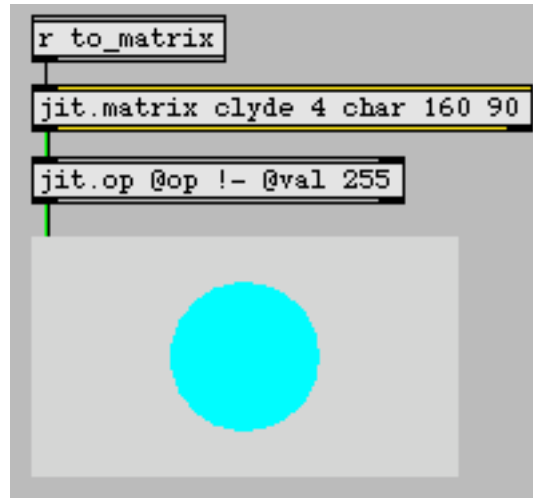 r to_matrix
jit.matrix clyde 4 char 160 90
jit.op @op !- @val 255